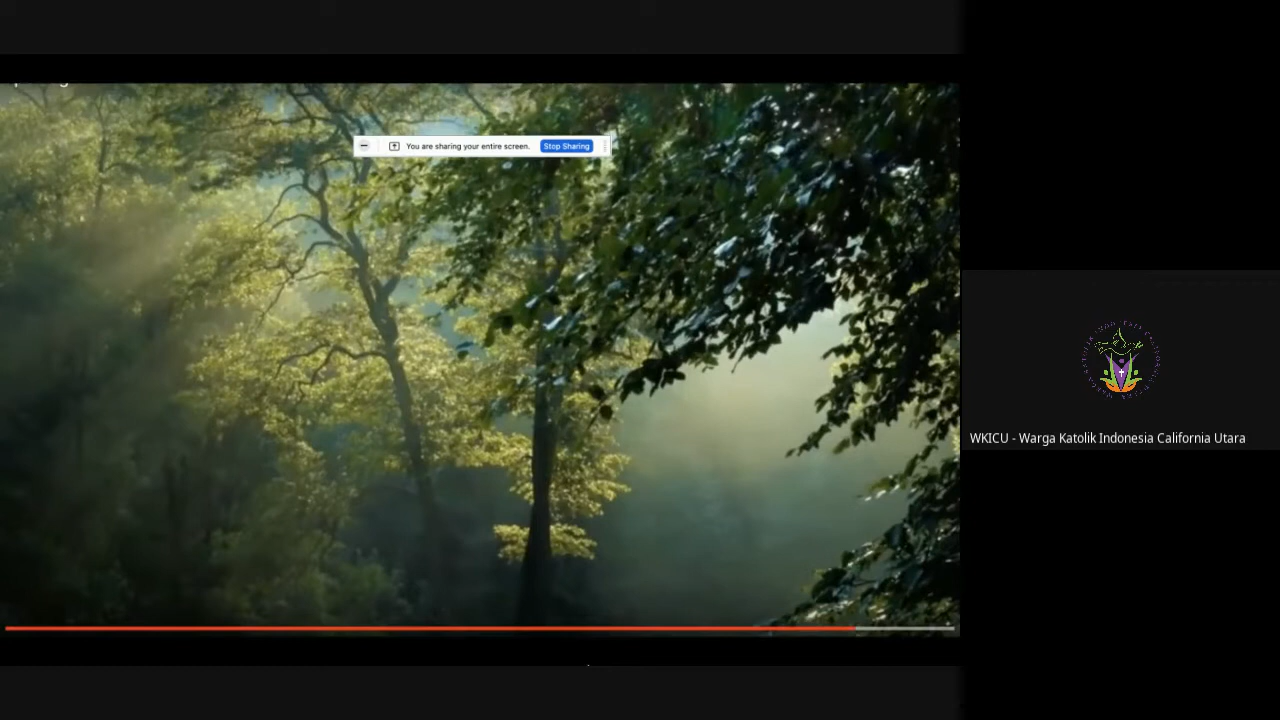 You are sharing your entire screen.
Stop Sharing
WKICU - Warga Katolik Indonesia California Utara